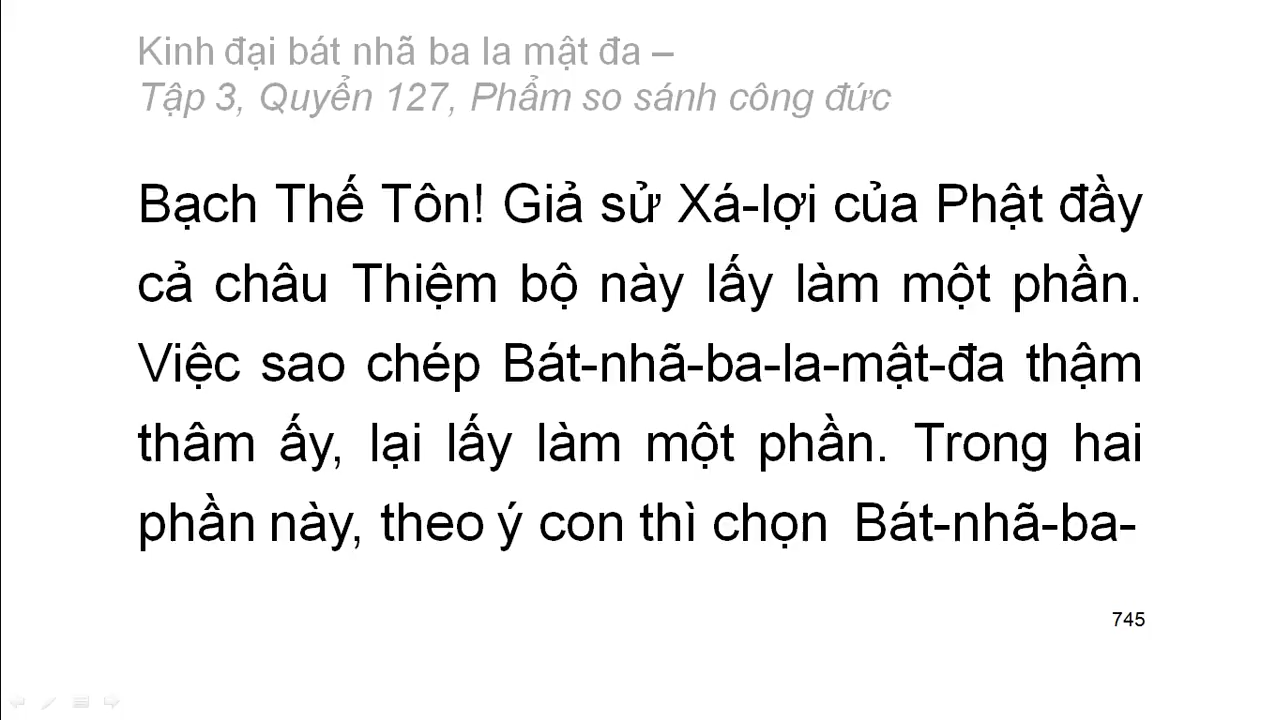 Kinh đại bát nhã ba la mật đa –
Tập 3, Quyển 127, Phẩm so sánh công đức
Bạch Thế Tôn! Giả sử Xá-lợi của Phật đầy
cả châu Thiệm bộ này lấy làm một phần.
Việc sao chép Bát-nhã-ba-la-mật-đa thậm
thâm ấy, lại lấy làm một phần. Trong hai
phần này, theo ý con thì chọn Bát-nhã-ba-
745